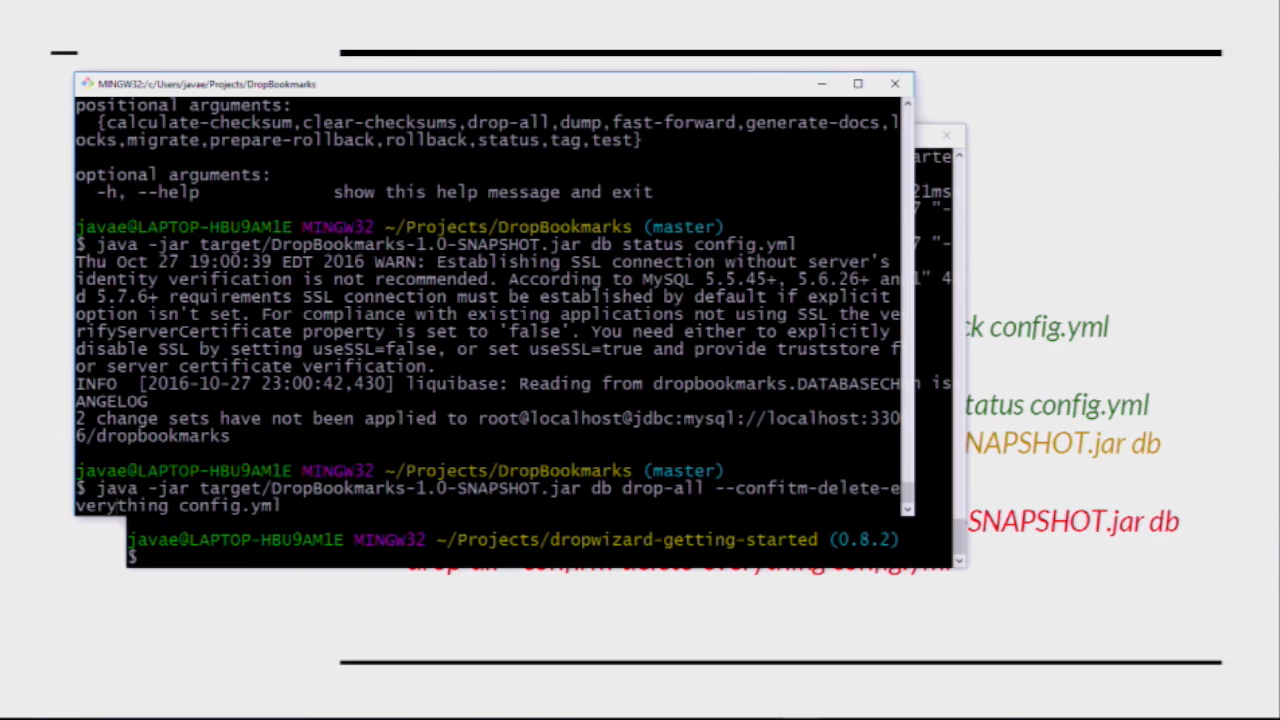 MINGW32:/c/Users/javae/Projects/DropBookmarks
positional arguments:
{calculate-checksum,clear-checksums,drop-all,dump,fast-forward,generate-docs,l
ocks,migrate,prepare-rollback,rollback,status,tag,test}
optional arguments:
-h, --help show this help message and exit
javae@LAPTOP-HBU9AM1E MINGW32 ~/Projects/DropBookmarks (master)
$ java -jar target/DropBookmarks-1.0-SNAPSHOT.jar db status config.yml
Thu Oct 27 19:00:39 EDT 2016 WARN: Establishing SSL connection without server's
identity verification is not recommended. According to MySQL 5.5.45+, 5.6.26+ an
d 5.7.6+ requirements SSL connection must be established by default if explicit
option isn't set. For compliance with existing applications not using SSL the ve
rifyServerCertificate property is set to 'false'. You need either to explicitly
disable SSL by setting useSSL=false, or set useSSL=true and provide truststore f
or server certificate verification.
INFO [2016-10-27 23:00:42,430] liquibase: Reading from dropbookmarks.DATABASECH
ANGELOG
2 change sets have not been applied to root@localhost@jdbc:mysql://localhost:330
6/dropbookmarks
javae@LAPTOP-HBU9AM1E MINGW32 ~/Projects/DropBookmarks (master)
$ java -jar target/DropBookmarks-1.0-SNAPSHOT.jar db drop-all --confitm-delete-e
verything config.yml
javae@LAPTOP-HBU9AM1E MINGW32 ~/Projects/dropwizard-getting-started (0.8.2)
$
arte
21ms
7 "-
7 "-
1" 4
is
ck config.yml
tatus config.yml
NAPSHOT.jar db
SNAPSHOT.jar db